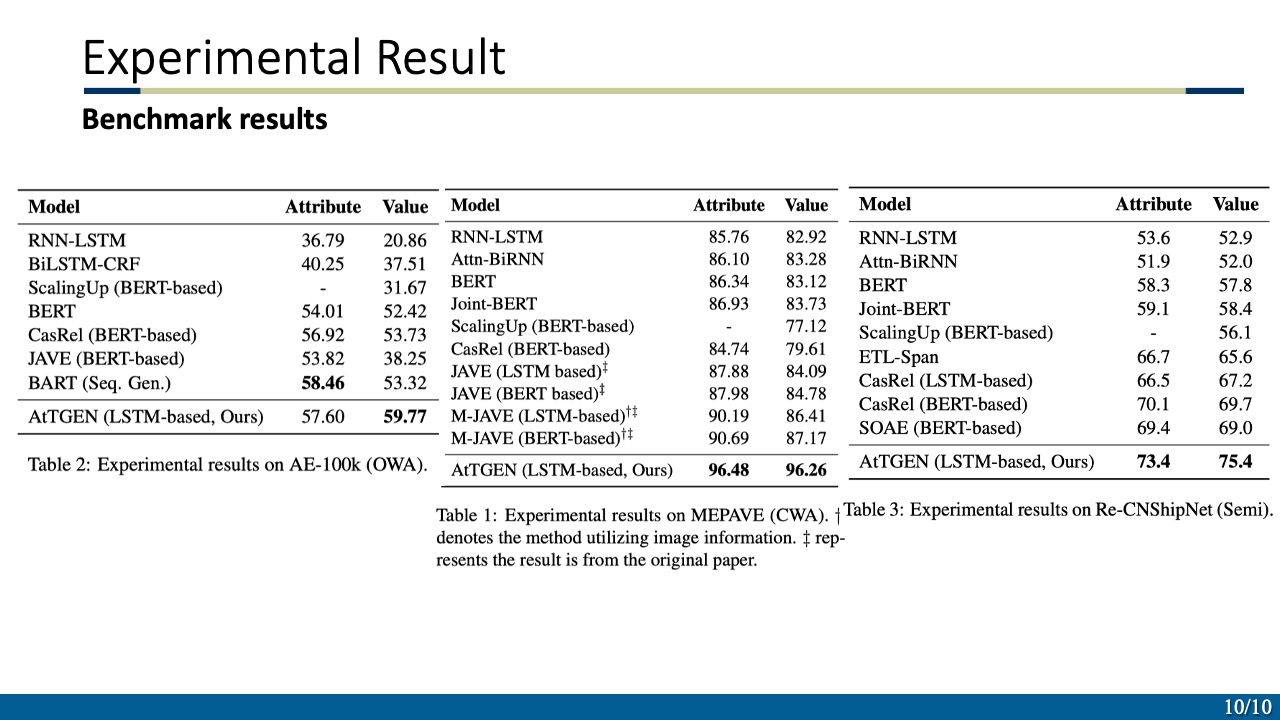 Experimental Result
Benchmark results
Model Attribute Value
RNN-LSTM 36.79 20.86
BiLSTM-CRF 40.25 37.51
ScalingUp (BERT-based) - 31.67
BERT 54.01 52.42
CasRel (BERT-based) 56.92 53.73
JAVE (BERT-based) 53.82 38.25
BART (Seq. Gen.) 58.46 53.32
AtTGEN (LSTM-based, Ours) 57.60 59.77
Table 2: Experimental results on AE-100k (OWA).
Model Attribute Value
RNN-LSTM 85.76 82.92
Attn-BiRNN 86.10 83.28
BERT 86.34 83.12
Joint-BERT 86.93 83.73
ScalingUp (BERT-based) - 77.12
CasRel (BERT-based) 84.74 79.61
JAVE (LSTM based)‡ 87.88 84.09
JAVE (BERT based)‡ 87.98 84.78
M-JAVE (LSTM-based)†‡ 90.19 86.41
M-JAVE (BERT-based)†‡ 90.69 87.17
AtTGEN (LSTM-based, Ours) 96.48 96.26
Table 1: Experimental results on MEPAVE (CWA). †
denotes the method utilizing image information. ‡ rep-
resents the result is from the original paper.
Model Attribute Value
RNN-LSTM 53.6 52.9
Attn-BiRNN 51.9 52.0
BERT 58.3 57.8
Joint-BERT 59.1 58.4
ScalingUp (BERT-based) - 56.1
ETL-Span 66.7 65.6
CasRel (LSTM-based) 66.5 67.2
CasRel (BERT-based) 70.1 69.7
SOAE (BERT-based) 69.4 69.0
AtTGEN (LSTM-based, Ours) 73.4 75.4
Table 3: Experimental results on Re-CNShipNet (Semi).
10/10